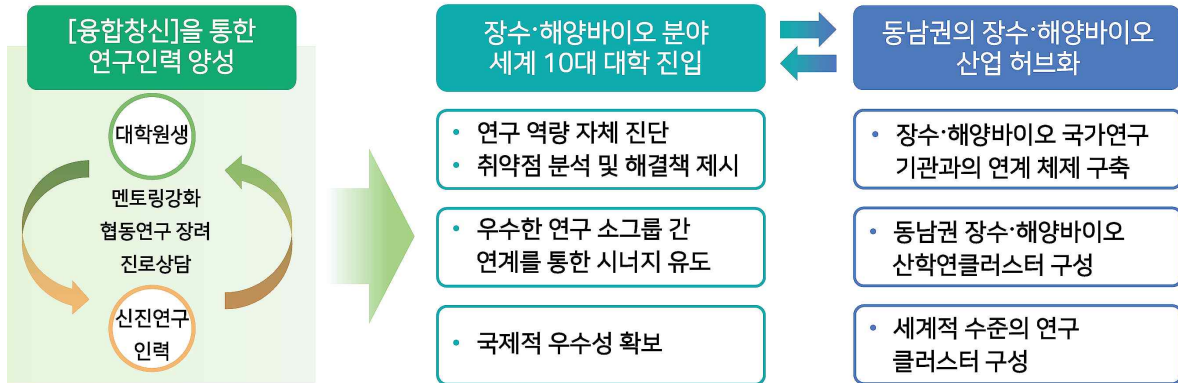 [융합창신]을 통한
연구인력 양성
대학원생
멘토링강화
협동연구 장력
진로상담
신진연구
인력
장수·해양바이오 분야
세계 10대 대학 진입
• 연구 역량 자체 진단
• 취약점 분석 및 해결책 제시
• 우수한 연구 소그룹 간
연계를 통한 시너지 유도
• 국제적 우수성 확보
동남권의 장수·해양바이오
산업 허브화
• 장수·해양바이오 국가연구
기관과의 연계 체제 구축
• 동남권 장수·해양바이오
산학연클러스터 구성
• 세계적 수준의 연구
클러스터 구성